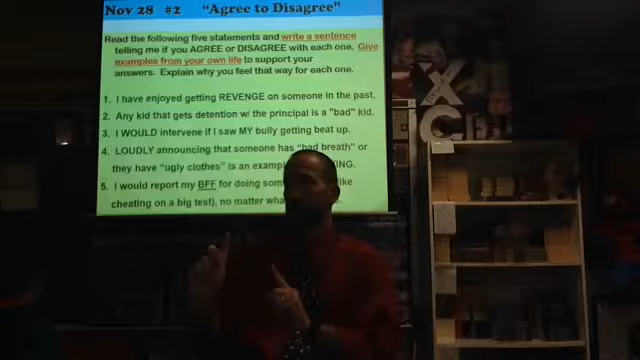 Nov 28 #2 "Agree to Disagree"
Read the following five statements and write a sentence
telling me if you AGREE or DISAGREE with each one. Give
examples from your own life to support your
answers. Explain why you feel that way for each one.
1. I have enjoyed getting REVENGE on someone in the past.
2. Any kid that gets detention w/ the principal is a "bad" kid.
3. I WOULD intervene if I saw MY bully getting beat up.
4. LOUDLY announcing that someone has "bad breath" or
they have "ugly clothes" is an
5. I would report my BFF for doing like
cheating on a big test), no matter
X
C